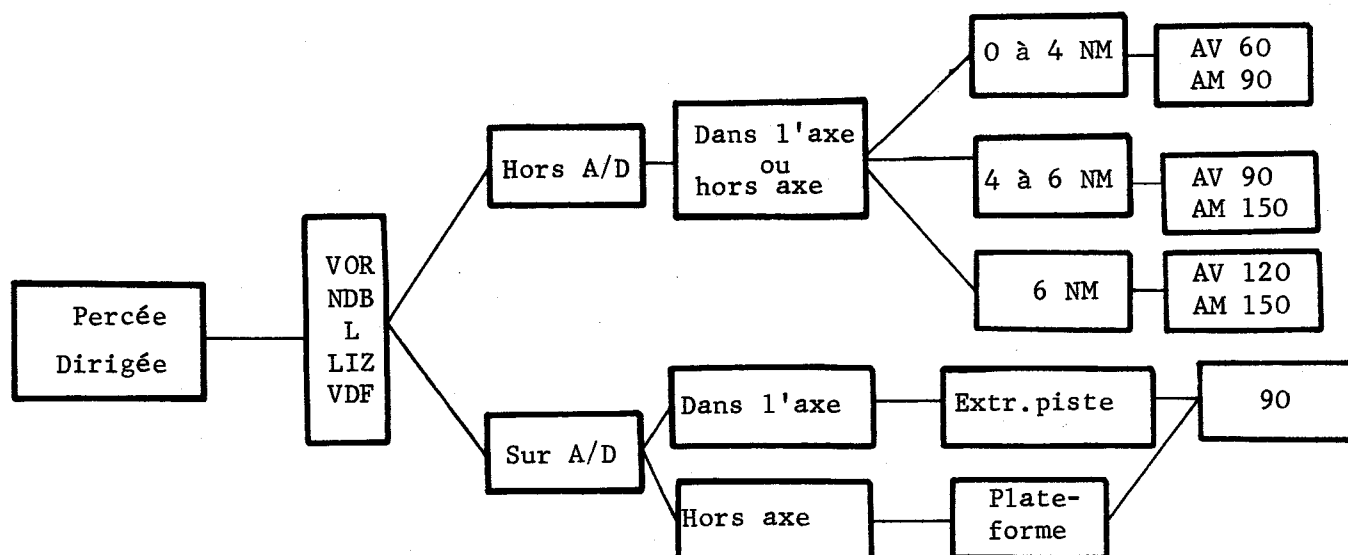 Percée
Dirigée
VOR
NDB
L
LIZ
VDF
Hors A/D
Dans l'axe
ou
hors axe
0 à 4 NM
AV 60
AM 90
4 à 6 NM
AV 90
AM 150
6 NM
AV 120
AM 150
Sur A/D
Dans l'axe
Extr.piste
90
Hors axe
Plate-
forme